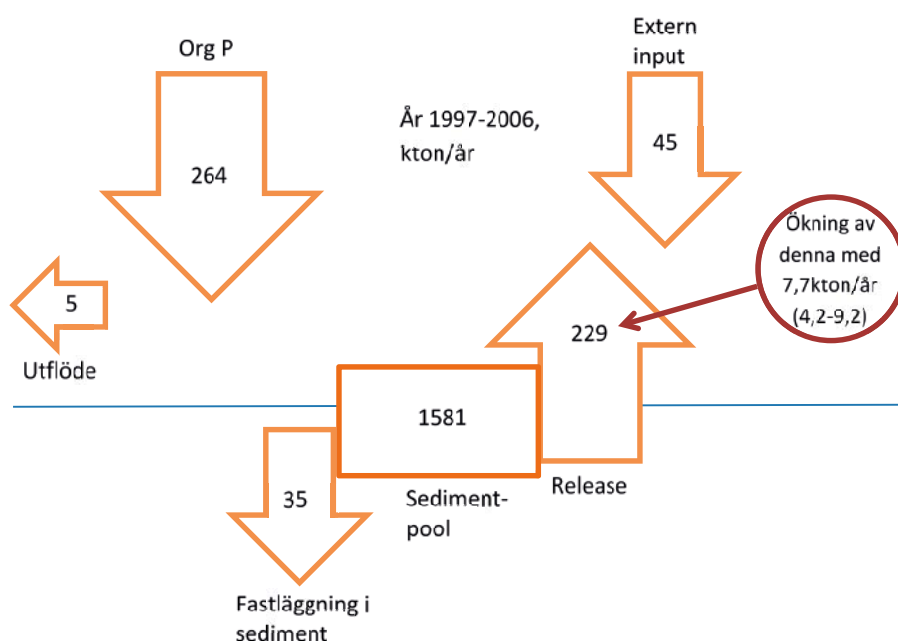 Org P
264
År 1997-2006,
kton/år
Extern
input
45
Ökning av
denna med
7,7kton/år
(4,2-9,2)
5
Utflöde
229
1581
Release
Sediment-
pool
35
Fastläggning i
sediment